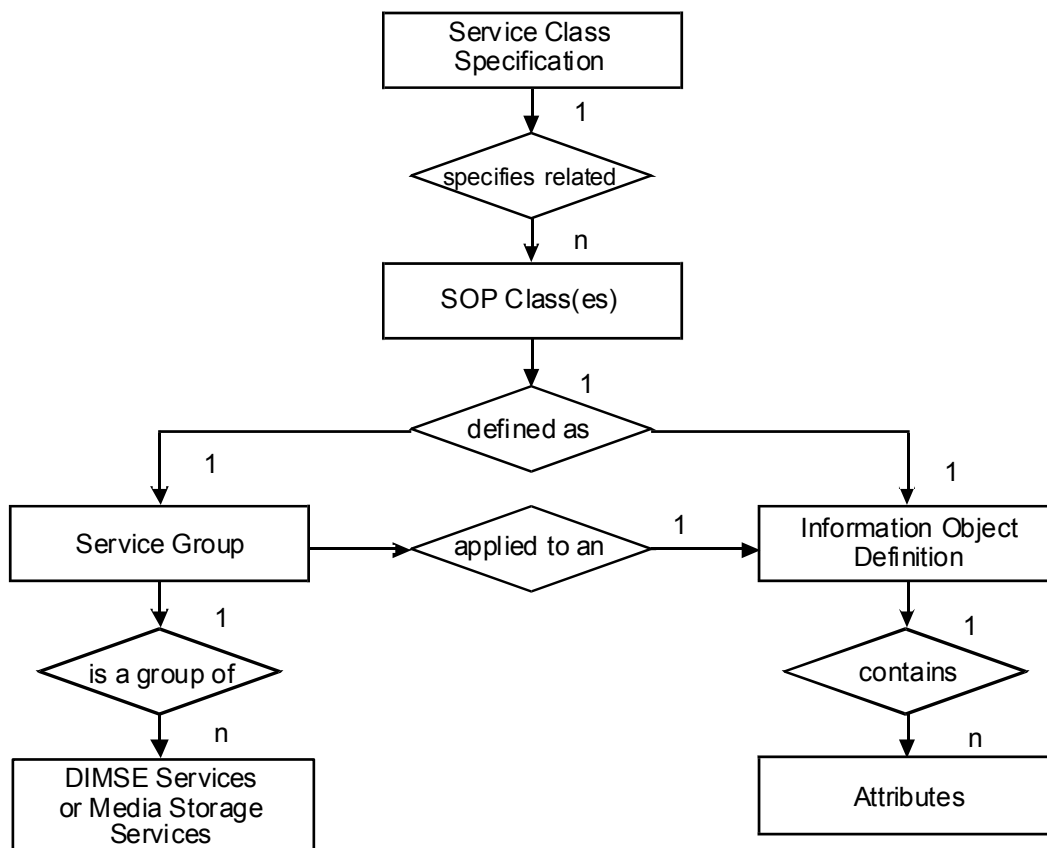 Service Class
Specification
1
specifies related
n
SOP Class(es)
1
defined as
1
1
Service Group
applied to an
1
Information Object
Definition
1
1
is a group of
contains
n
n
DIMSE Services
or Media Storage
Services
Attributes